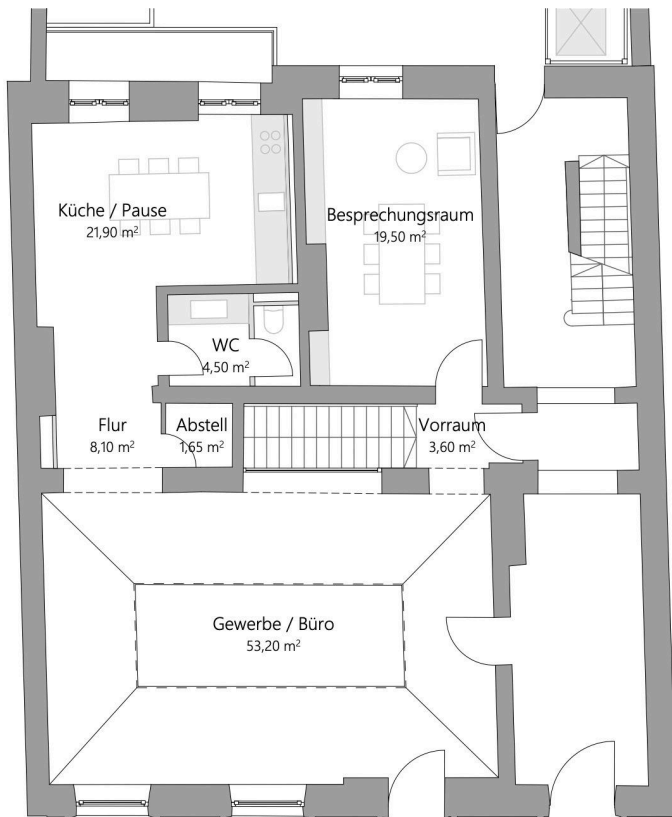 Küche / Pause
21,90 m²
Besprechungsraum
19,50 m²
WC
4,50 m²
Flur
8,10 m²
Abstell
1,65 m²
Vorraum
3,60 m²
Gewerbe / Büro
53,20 m²